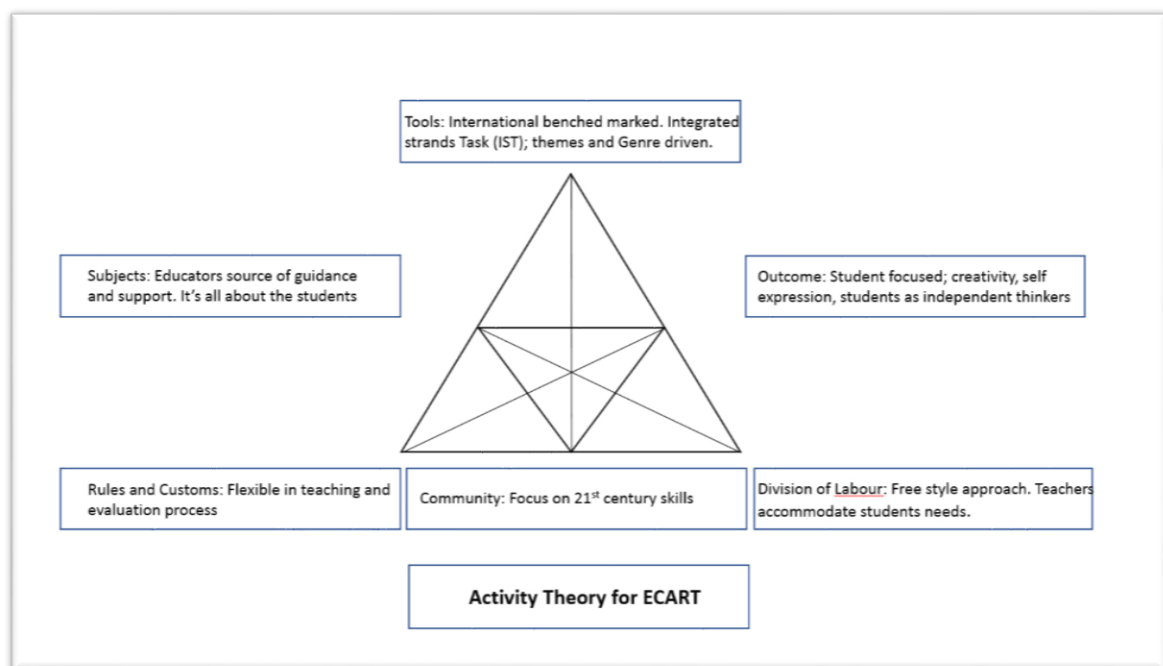 Tools: International benched marked. Integrated
strands Task (IST); themes and Genre driven.
Subjects: Educators source of guidance
and support. It's all about the students
Outcome: Student focused; creativity, self
expression, students as independent thinkers
Rules and Customs: Flexible in teaching and
evaluation process
Community: Focus on 21st century skills
Division of Labour: Free style approach. Teachers
accommodate students needs.
Activity Theory for ECART